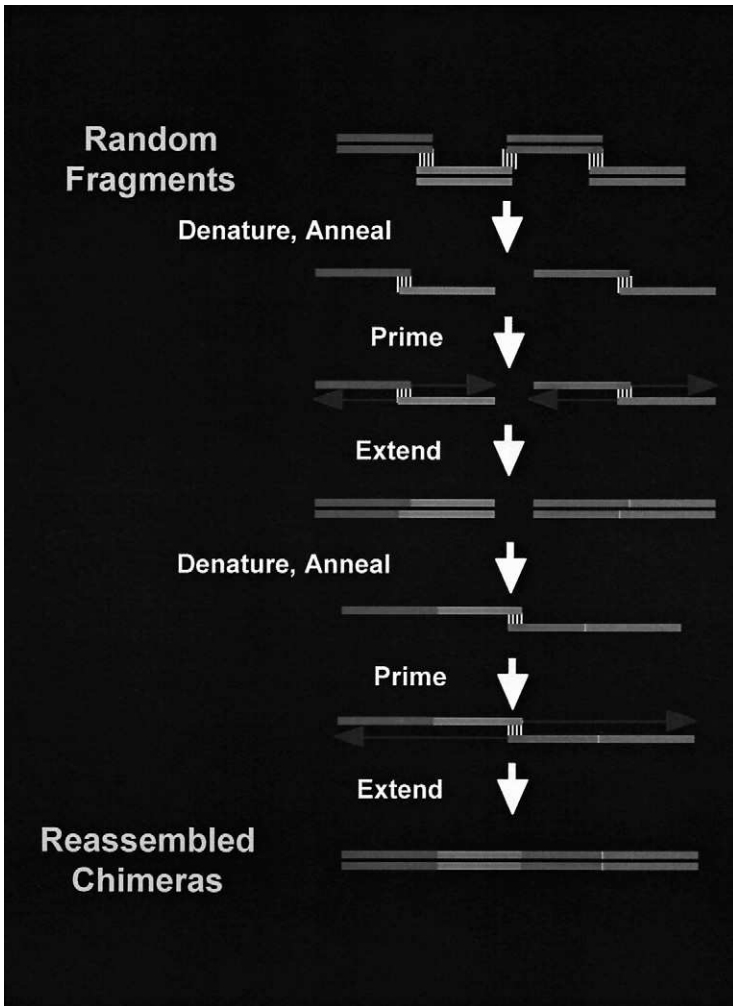 Random
Fragments
Denature, Anneal
Prime
Extend
Denature, Anneal
Prime
Extend
Reassembled
Chimeras